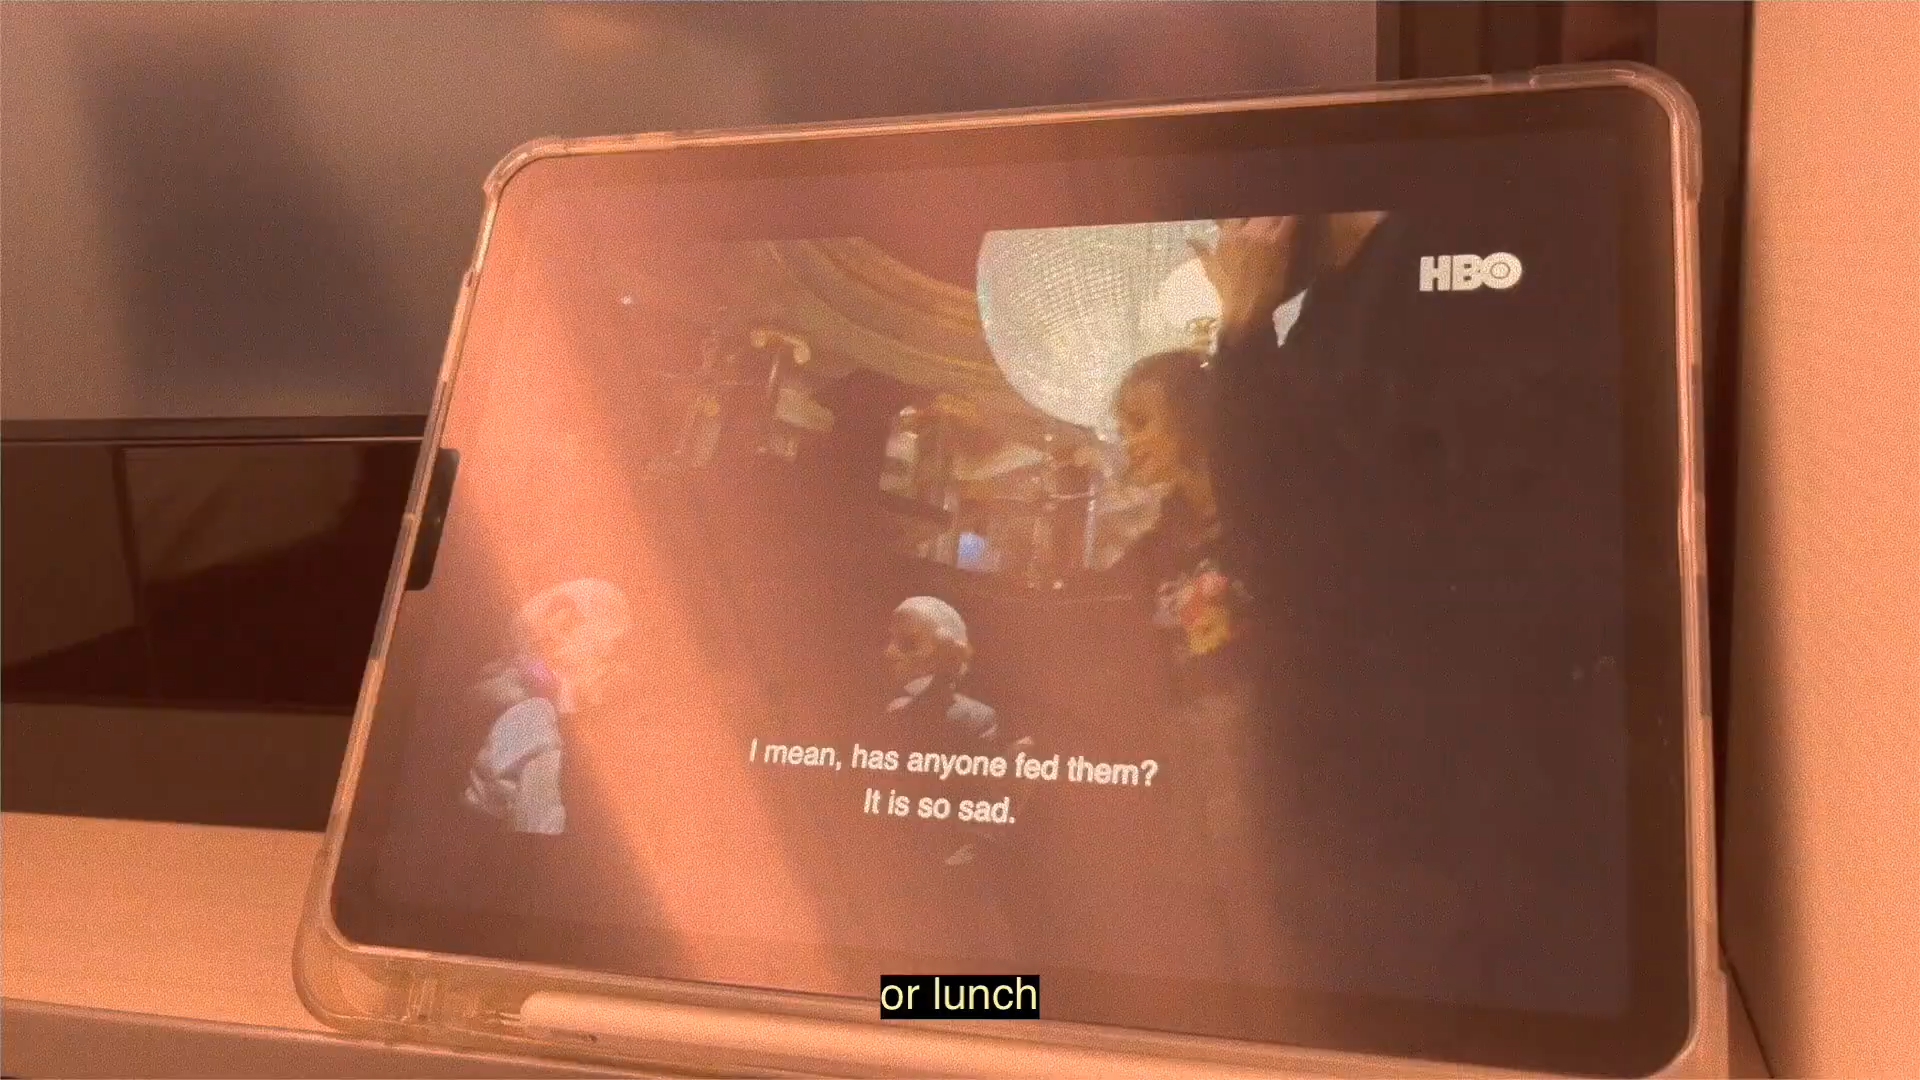 HBO
I mean, has anyone fed them?
It is so sad.
or lunch